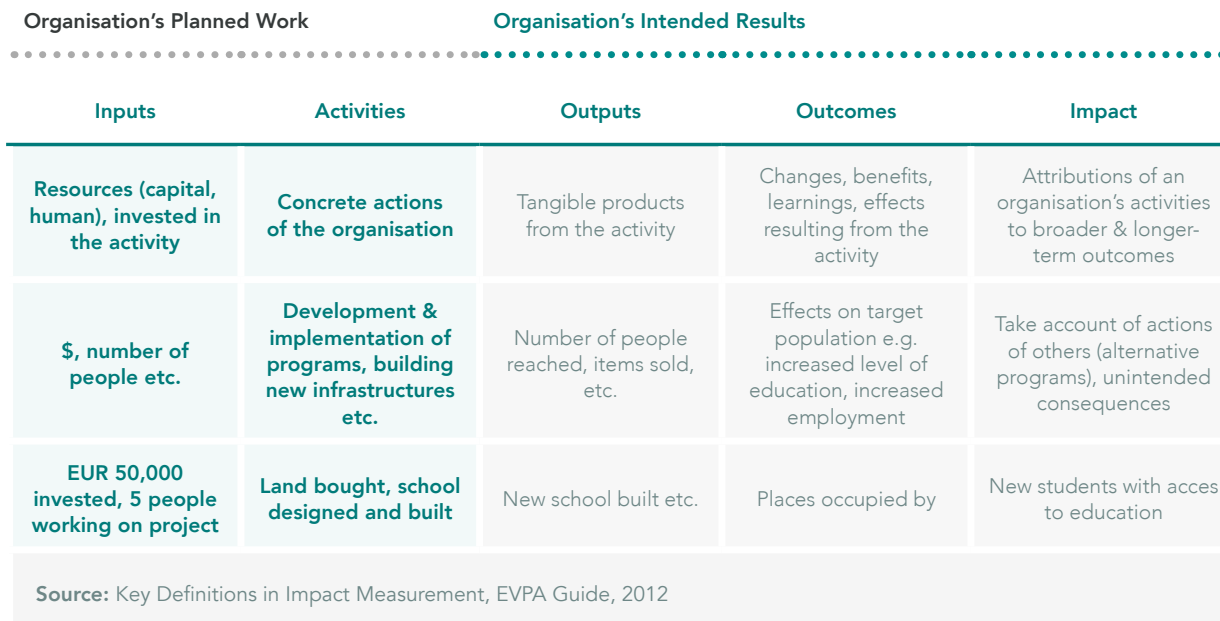 Organisation’s Planned Work
Organisation’s Intended Results
Inputs
Activities
Outputs
Outcomes
Impact
Resources (capital,
human), invested in
the activity
Concrete actions
of the organisation
Tangible products
from the activity
Changes, benefits,
learnings, effects
resulting from the
activity
Attributions of an
organisation’s activities
to broader & longer-
term outcomes
$, number of
people etc.
Development &
implementation of
programs, building
new infrastructures
etc.
Number of people
reached, items sold,
etc.
Effects on target
population e.g.
increased level of
education, increased
employment
Take account of actions
of others (alternative
programs), unintended
consequences
EUR 50,000
invested, 5 people
working on project
Land bought, school
designed and built
New school built etc.
Places occupied by
New students with acces
to education
Source: Key Definitions in Impact Measurement, EVPA Guide, 2012